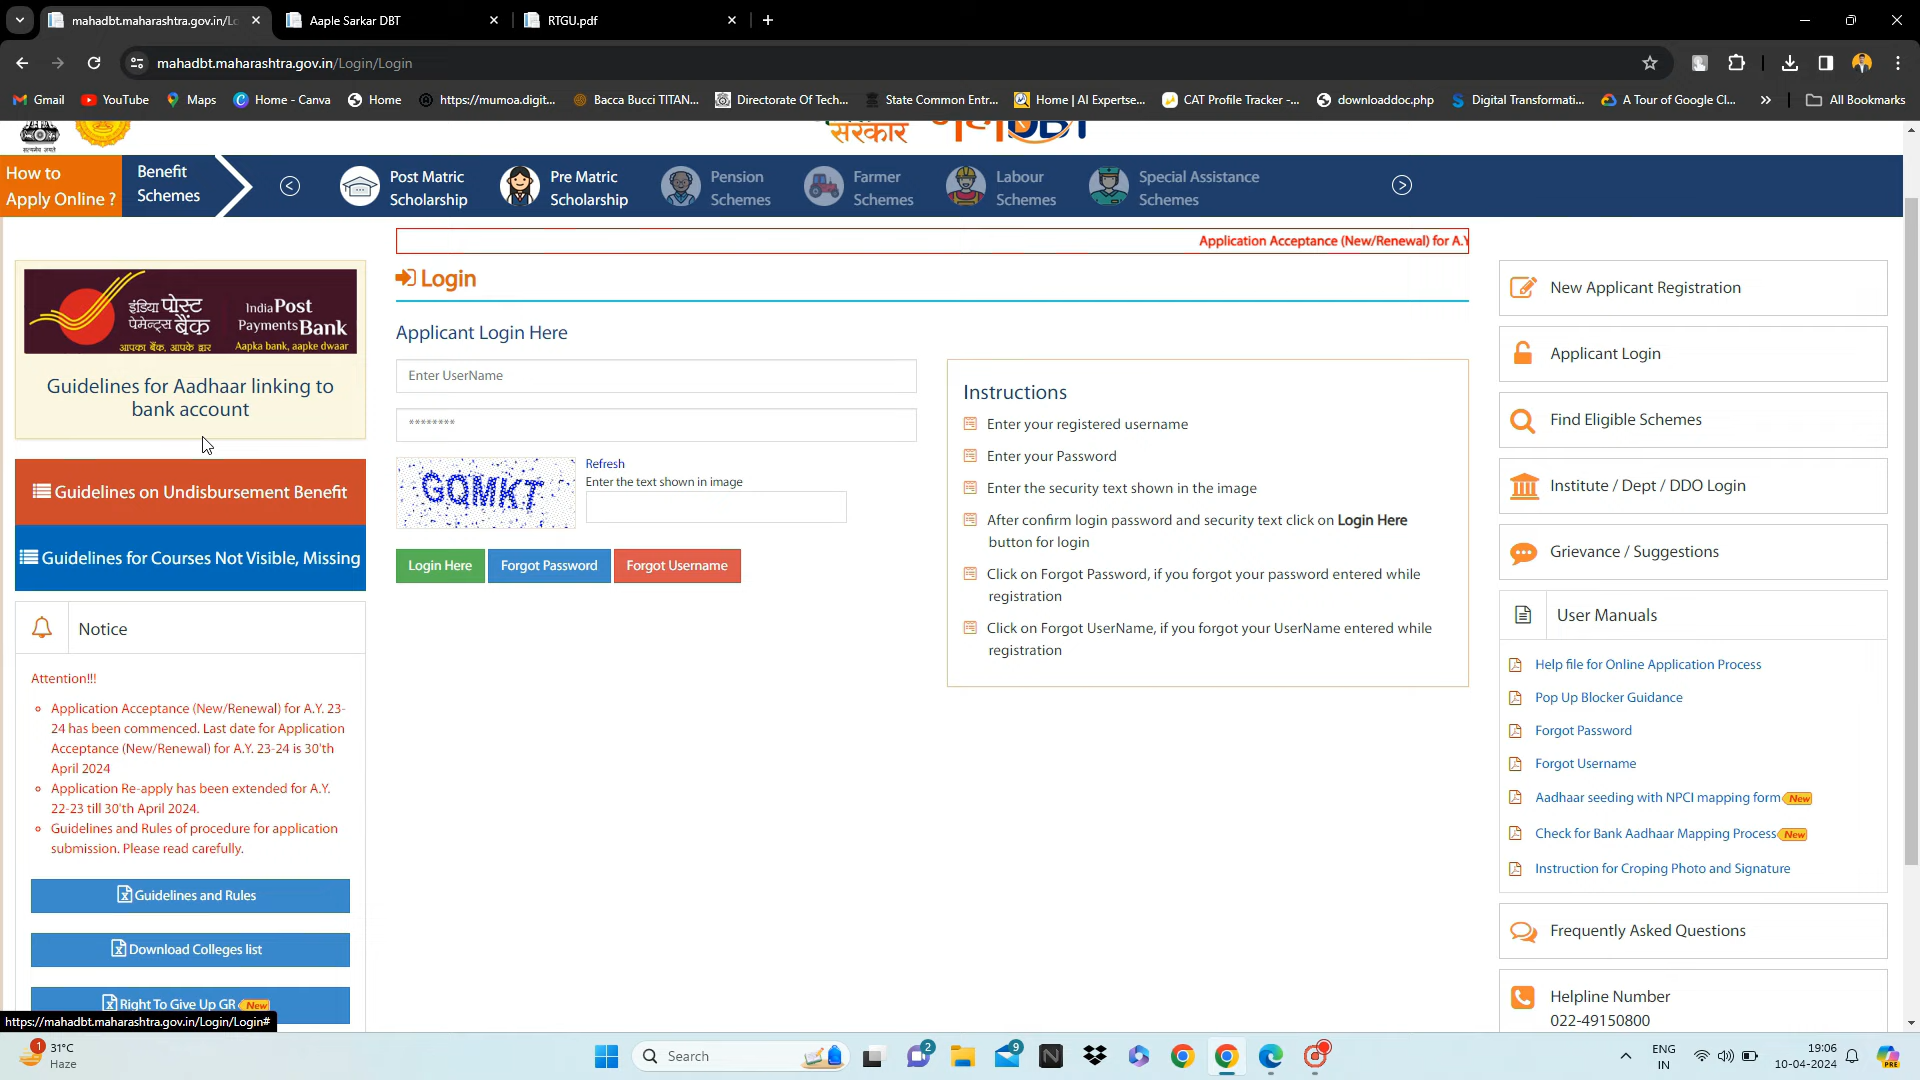 mahadbt.maharashtra.gov.in/Lo
Aaple Sarkar DBT
RTGU.pdf
mahadbt.maharashtra.gov.in/Login/Login
Gmail
YouTube
Maps
Home - Canva
Home
https://mumoa.digit...
Bacca Bucci TITAN...
Directorate Of Tech...
State Common Entr...
Home | AI Expertse...
CAT Profile Tracker -...
downloaddoc.php
Digital Transformati...
A Tour of Google Cl...
All Bookmarks
सत्यमेव जयते
सरकार
DBT
How to
Apply Online ?
Benefit
Schemes
Post Matric
Scholarship
Pre Matric
Scholarship
Pension
Schemes
Farmer
Schemes
Labour
Schemes
Special Assistance
Schemes
Application Acceptance (New/Renewal) for A.Y
Login
इंडिया पोस्ट
पेमेन्ट्स बैंक
आपका बैंक, आपके द्वार
IndiaPost
PaymentsBank
Aapka bank, aapke dwaar
Guidelines for Aadhaar linking to
bank account
Guidelines on Undisbursement Benefit
Guidelines for Courses Not Visible, Missing
Notice
Attention!!!
Application Acceptance (New/Renewal) for A.Y. 23-
24 has been commenced. Last date for Application
Acceptance (New/Renewal) for A.Y. 23-24 is 30'th
April 2024
Application Re-apply has been extended for A.Y.
22-23 till 30'th April 2024.
Guidelines and Rules of procedure for application
submission. Please read carefully.
Guidelines and Rules
Download Colleges list
Right To Give Up GR New
Applicant Login Here
Enter UserName
********
GQMKT
Refresh
Enter the text shown in image
Login Here
Forgot Password
Forgot Username
Instructions
Enter your registered username
Enter your Password
Enter the security text shown in the image
After confirm login password and security text click on Login Here
button for login
Click on Forgot Password, if you forgot your password entered while
registration
Click on Forgot UserName, if you forgot your UserName entered while
registration
New Applicant Registration
Applicant Login
Find Eligible Schemes
Institute / Dept / DDO Login
Grievance / Suggestions
User Manuals
Help file for Online Application Process
Pop Up Blocker Guidance
Forgot Password
Forgot Username
Aadhaar seeding with NPCI mapping form New
Check for Bank Aadhaar Mapping Process New
Instruction for Croping Photo and Signature
Frequently Asked Questions
Helpline Number
022-49150800
https://mahadbt.maharashtra.gov.in/Login/Login#
1
31°C
Haze
Search
2
9
ENG
IN
19:06
10-04-2024
PRE